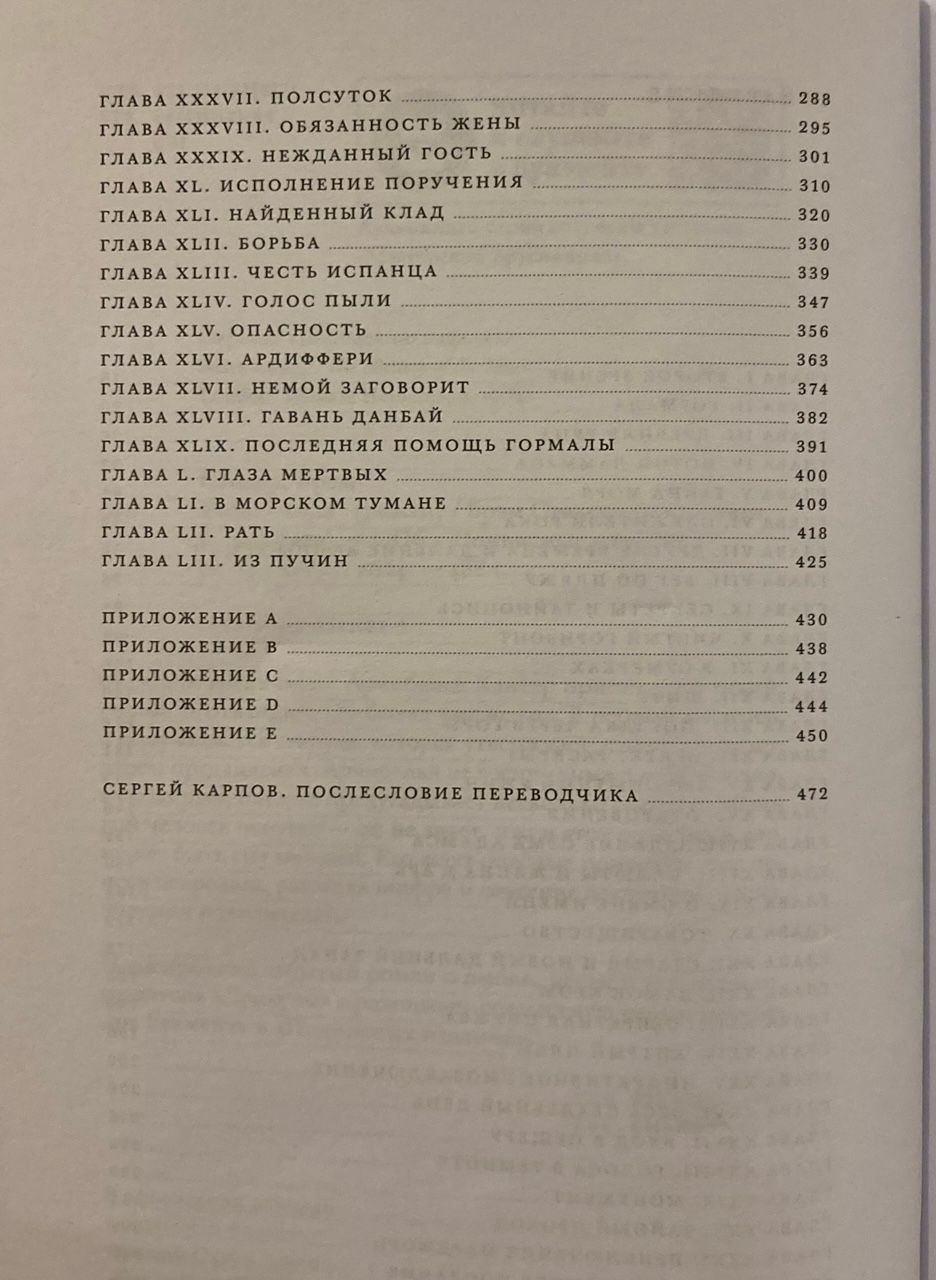 ГЛАВА XXXVII. ПОЛСУТОК 288
ГЛАВА XXXVIII. ОБЯЗАННОСТЬ ЖЕНЫ 295
ГЛАВА XXXIX. НЕЖДАННЫЙ ГОСТЬ 301
ГЛАВА XL. ИСПОЛНЕНИЕ ПОРУЧЕНИЯ 310
ГЛАВА XLI. НАЙДЕННЫЙ КЛАД 320
ГЛАВА XLII. БОРЬБА 330
ГЛАВА XLIII. ЧЕСТЬ ИСПАНЦА 339
ГЛАВА XLIV. ГОЛОС ПЫЛИ 347
ГЛАВА XLV. ОПАСНОСТЬ 356
ГЛАВА XLVI. АРДИФФЕРИ 363
ГЛАВА XLVII. НЕМОЙ ЗАГОВОРИТ 374
ГЛАВА XLVIII. ГАВАНЬ ДАНБАЙ 382
ГЛАВА XLIX. ПОСЛЕДНЯЯ ПОМОЩЬ ГОРМАЛЫ 391
ГЛАВА L. ГЛАЗА МЕРТВЫХ 400
ГЛАВА LI. В МОРСКОМ ТУМАНЕ 409
ГЛАВА LII. РАТЬ 418
ГЛАВА LIII. ИЗ ПУЧИН 425
ПРИЛОЖЕНИЕ A 430
ПРИЛОЖЕНИЕ B 438
ПРИЛОЖЕНИЕ C 442
ПРИЛОЖЕНИЕ D 444
ПРИЛОЖЕНИЕ E 450
СЕРГЕЙ КАРПОВ. ПОСЛЕСЛОВИЕ ПЕРЕВОДЧИКА 472